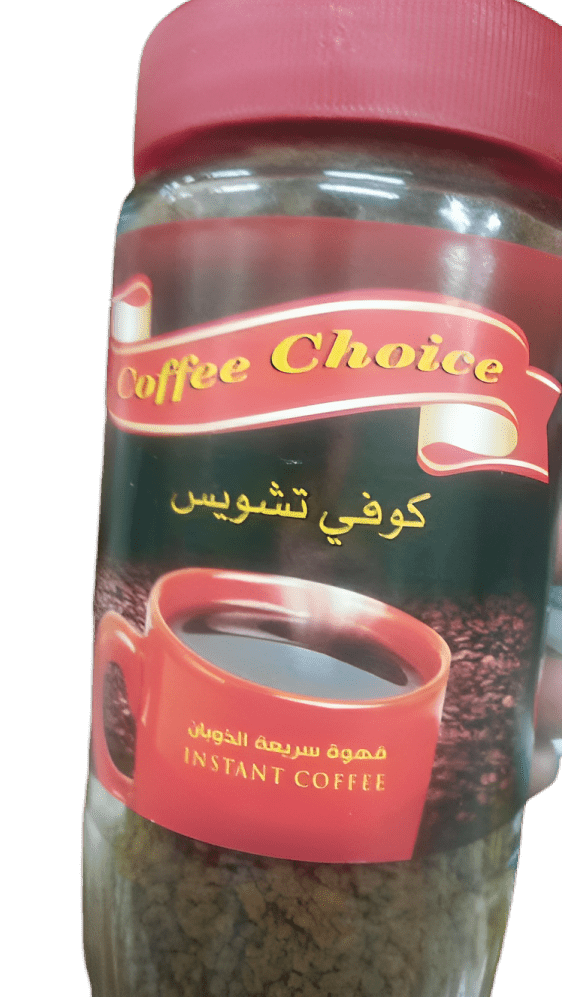 Coffee Choice
كوفي تشويس
قهوة سريعة الذوبان
INSTANT COFFEE